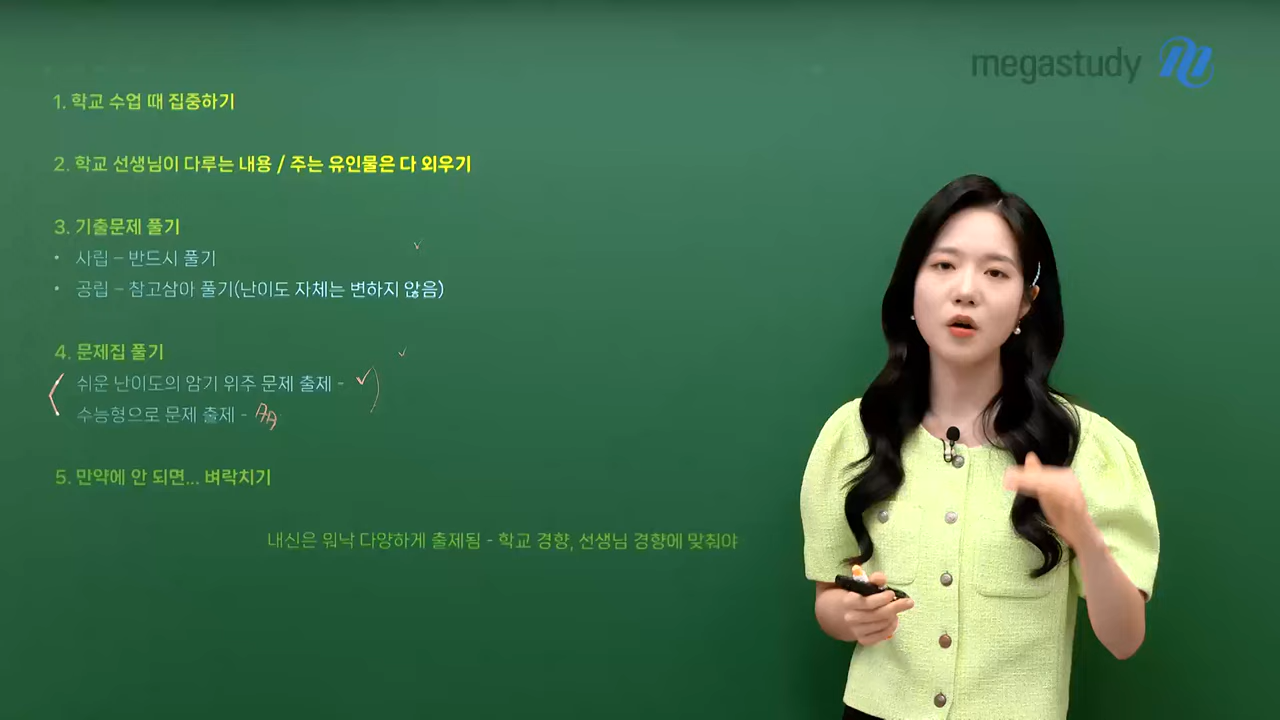 megastudy
1. 학교 수업 때 집중하기
2. 학교 선생님이 다루는 내용 / 주는 유인물은 다 외우기
3. 기출문제 풀기
• 사립 – 반드시 풀기
• 공립 – 참고삼아 풀기(난이도 자체는 변하지 않음)
4. 문제집 풀기
쉬운 난이도의 암기 위주 문제 출제 -
수능형으로 문제 출제 -
5. 만약에 안 되면... 벼락치기
내신은 워낙 다양하게 출제됨 - 학교 경향, 선생님 경향에 맞춰야